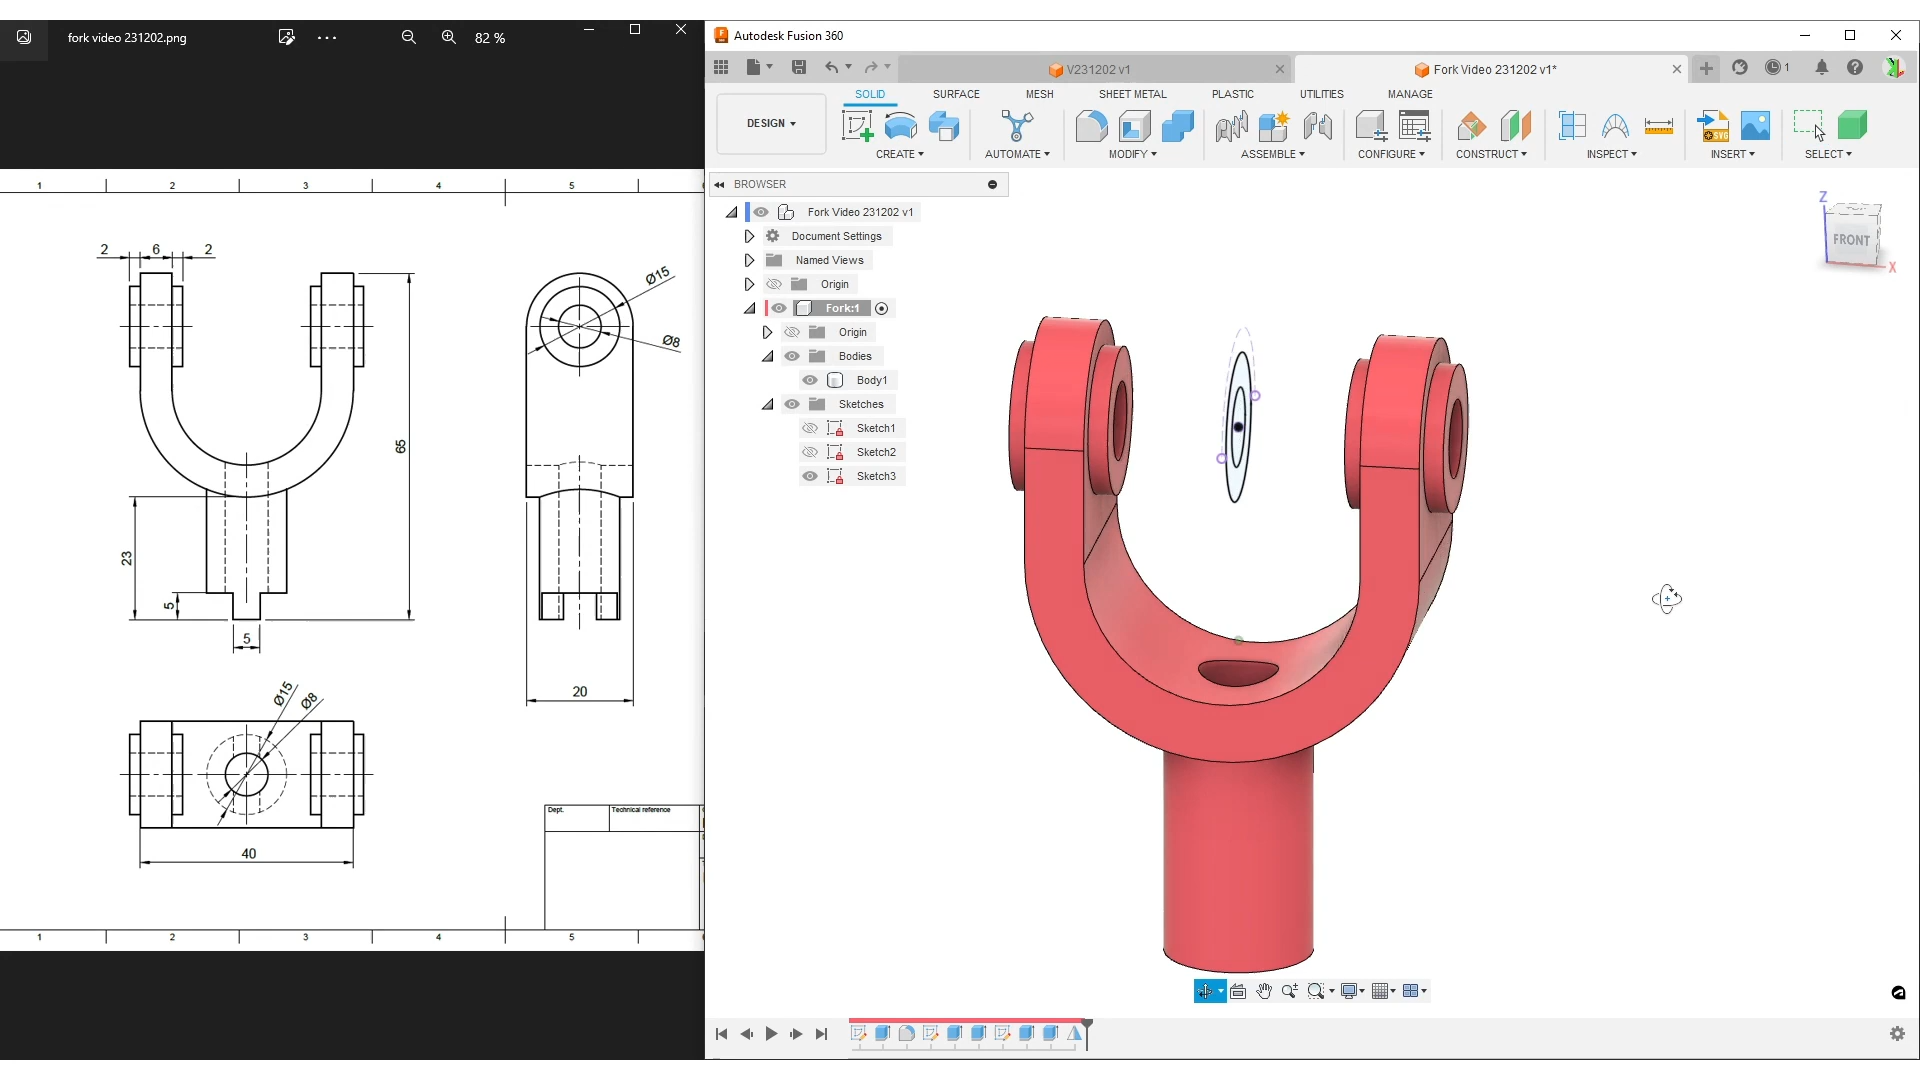 fork video 231202.png
82 %
Autodesk Fusion 360
V231202 v1
Fork Video 231202 v1*
1
SOLID
SURFACE
MESH
SHEET METAL
PLASTIC
UTILITIES
MANAGE
DESIGN
CREATE
AUTOMATE
MODIFY
ASSEMBLE
CONFIGURE
CONSTRUCT
INSPECT
INSERT
SELECT
SVG
BROWSER
Fork Video 231202 v1
Document Settings
Named Views
Origin
Fork:1
Origin
Bodies
Body1
Sketches
Sketch1
Sketch2
Sketch3
Z
FRONT
X
1 2 3 4 5
2 6 2
65
23
5
5
Ø15
Ø8
20
Ø15
Ø8
40
Dept.
Technical reference
1 2 3 4 5